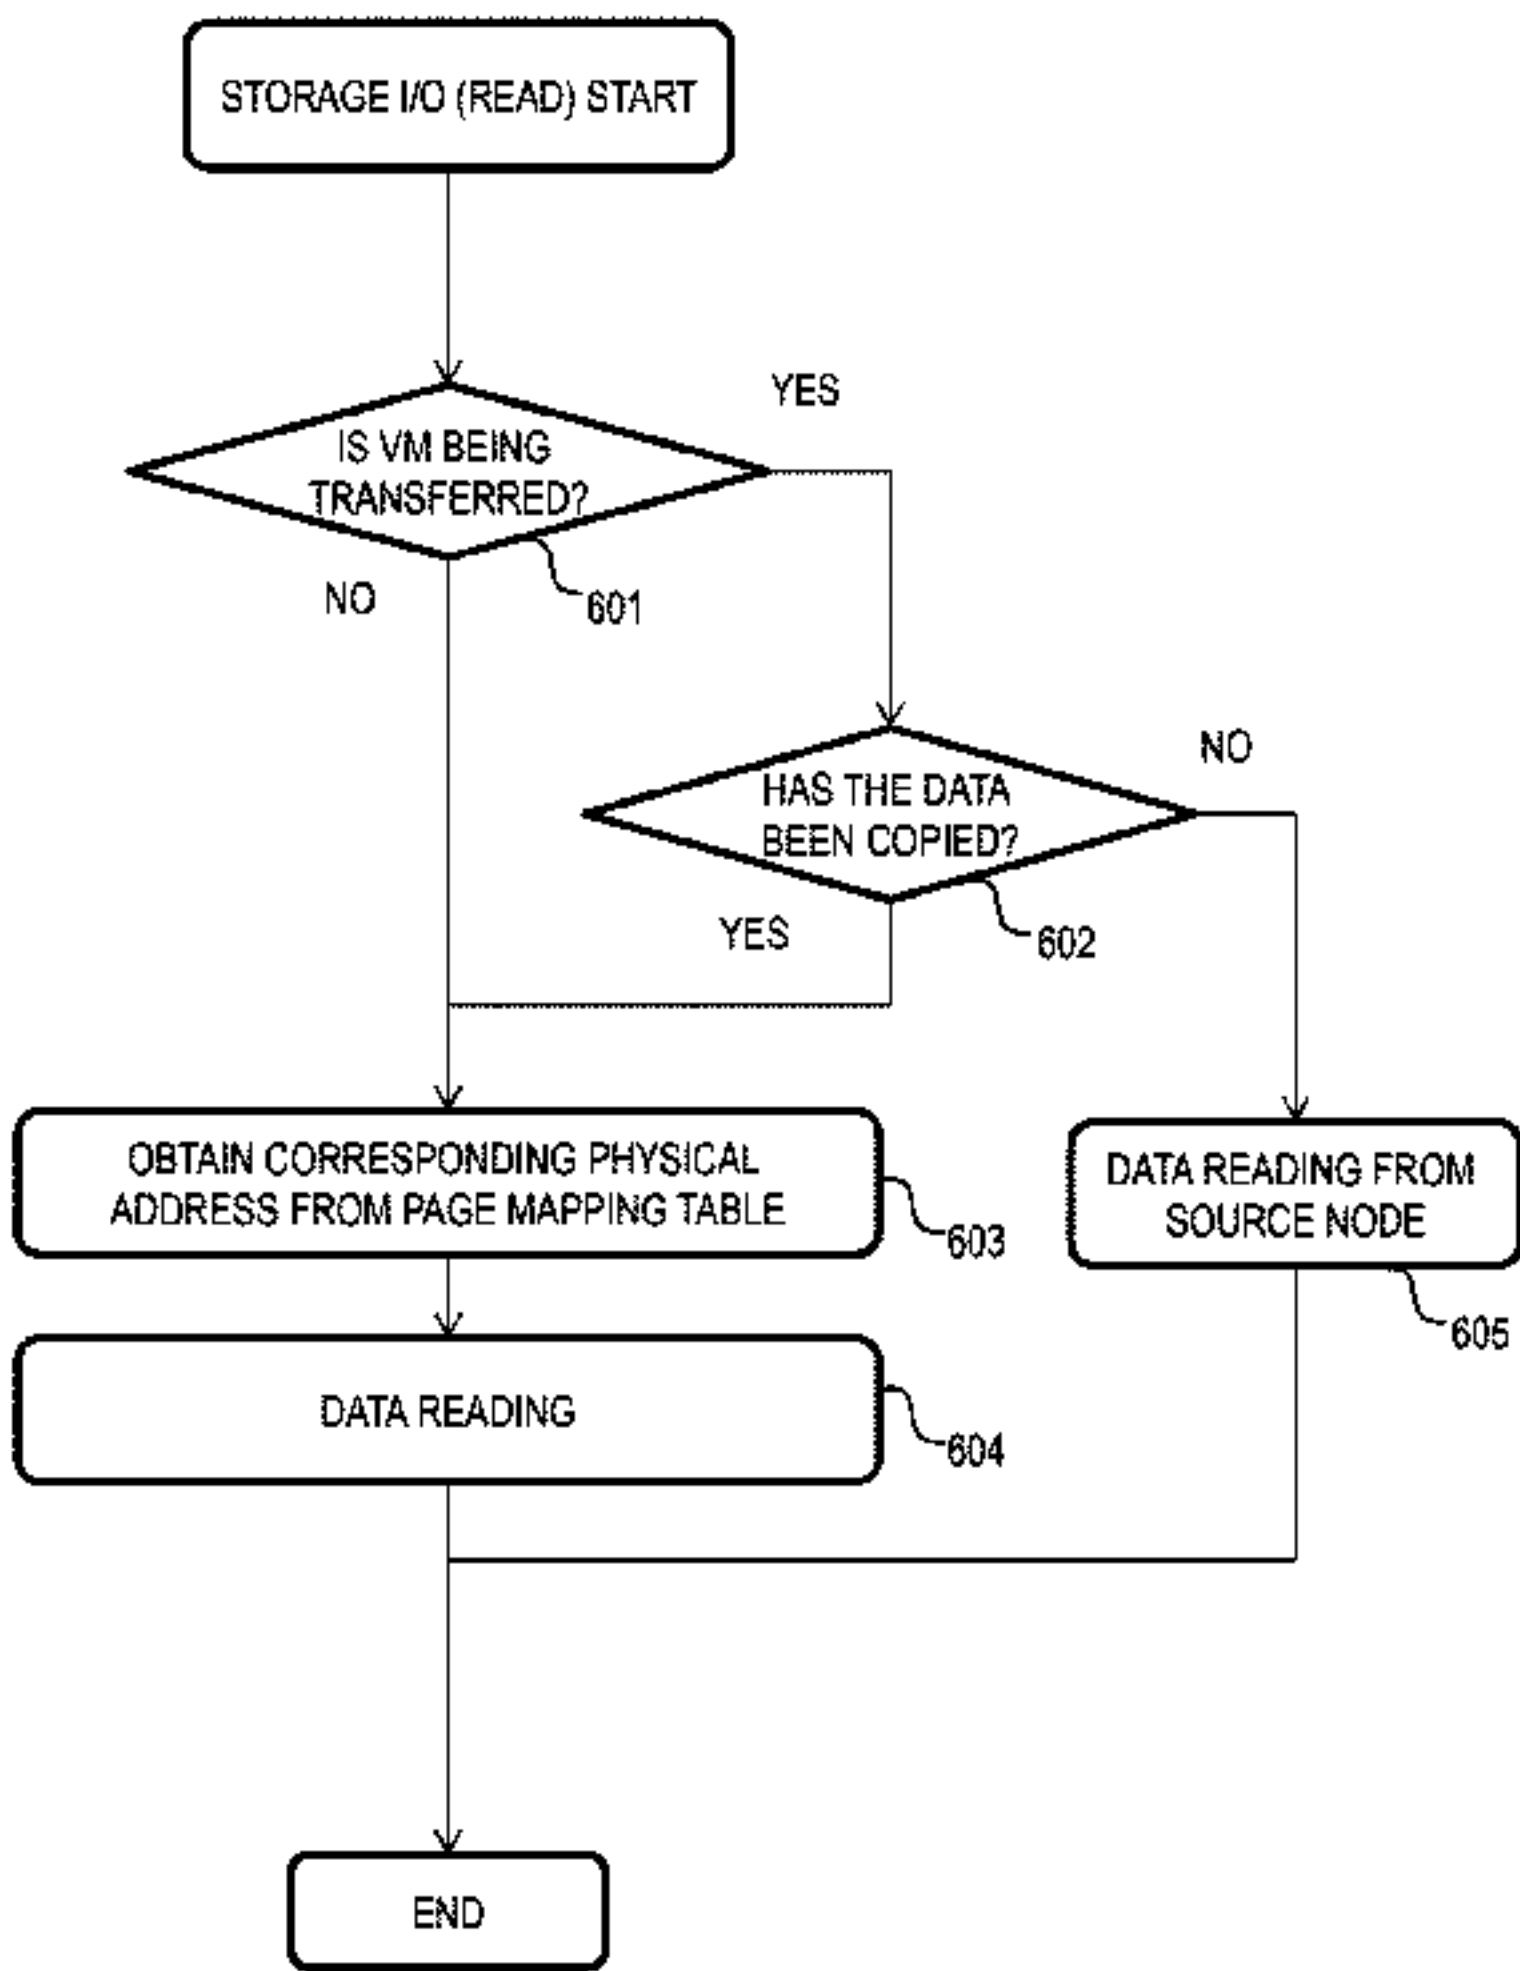 STORAGE I/O (READ) START
YES
IS VM BEING
TRANSFERRED?
NO
601
NO
HAS THE DATA
BEEN COPIED?
YES
602
OBTAIN CORRESPONDING PHYSICAL
ADDRESS FROM PAGE MAPPING TABLE
603
DATA READING FROM
SOURCE NODE
605
DATA READING
604
END